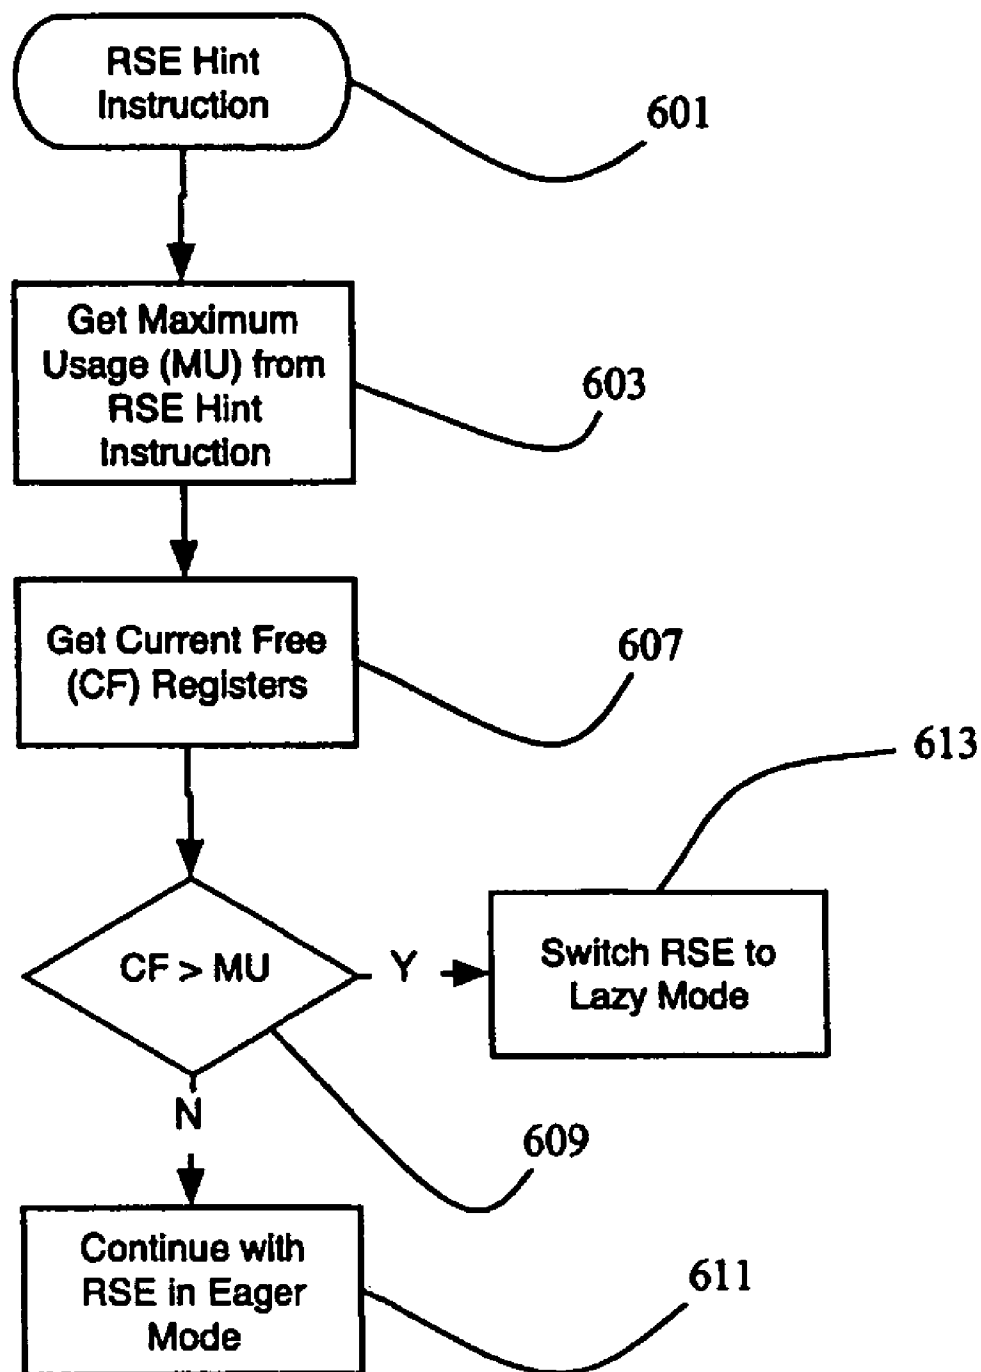 RSE Hint
Instruction
601
Get Maximum
Usage (MU) from
RSE Hint
Instruction
603
Get Current Free
(CF) Registers
607
613
CF > MU
Y
Switch RSE to
Lazy Mode
N
609
Continue with
RSE in Eager
Mode
611